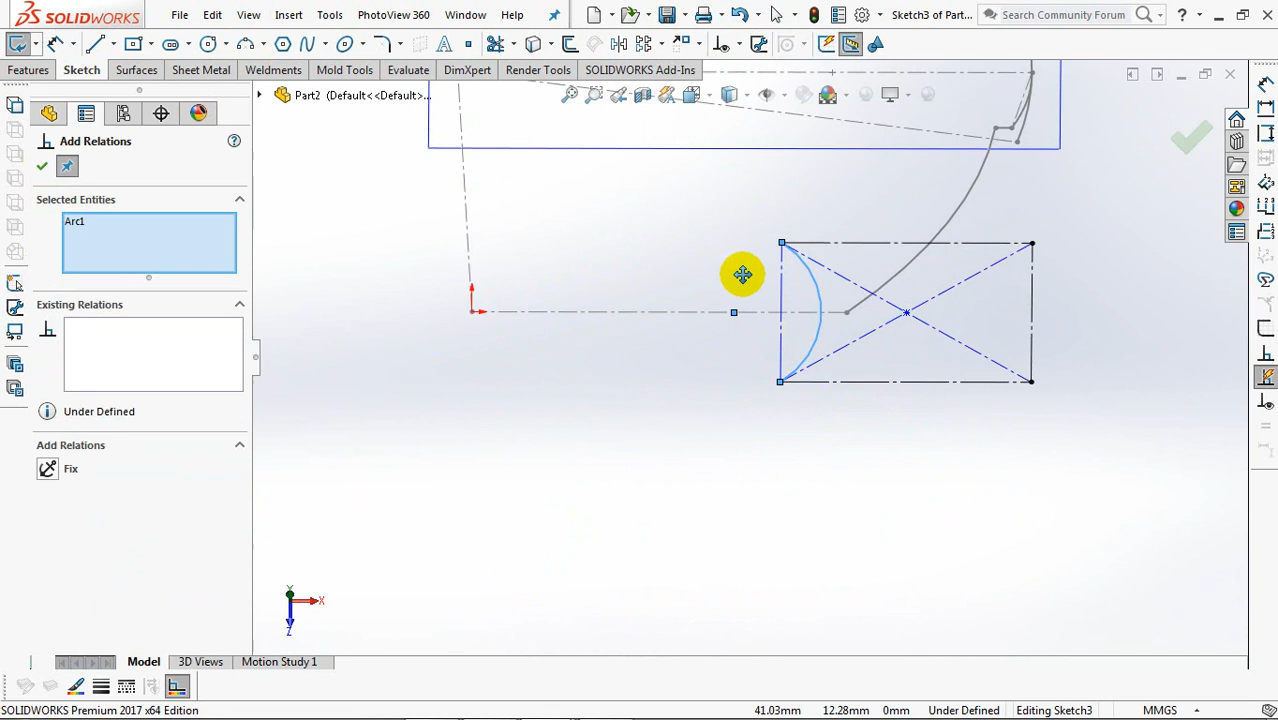 DS SOLIDWORKS File Edit View Insert Tools PhotoView 360 Window Help Sketch3 of Part... Search Community Forum ?
Features Sketch Surfaces Sheet Metal Weldments Mold Tools Evaluate DimXpert Render Tools SOLIDWORKS Add-Ins
Part2 (Default<<Default>...
Add Relations ?
Selected Entities
Arc1
Existing Relations
Under Defined
Add Relations
Fix
Y
X
Z
Model 3D Views Motion Study 1
SOLIDWORKS Premium 2017 x64 Edition 41.03mm 12.28mm 0mm Under Defined Editing Sketch3 MMGS